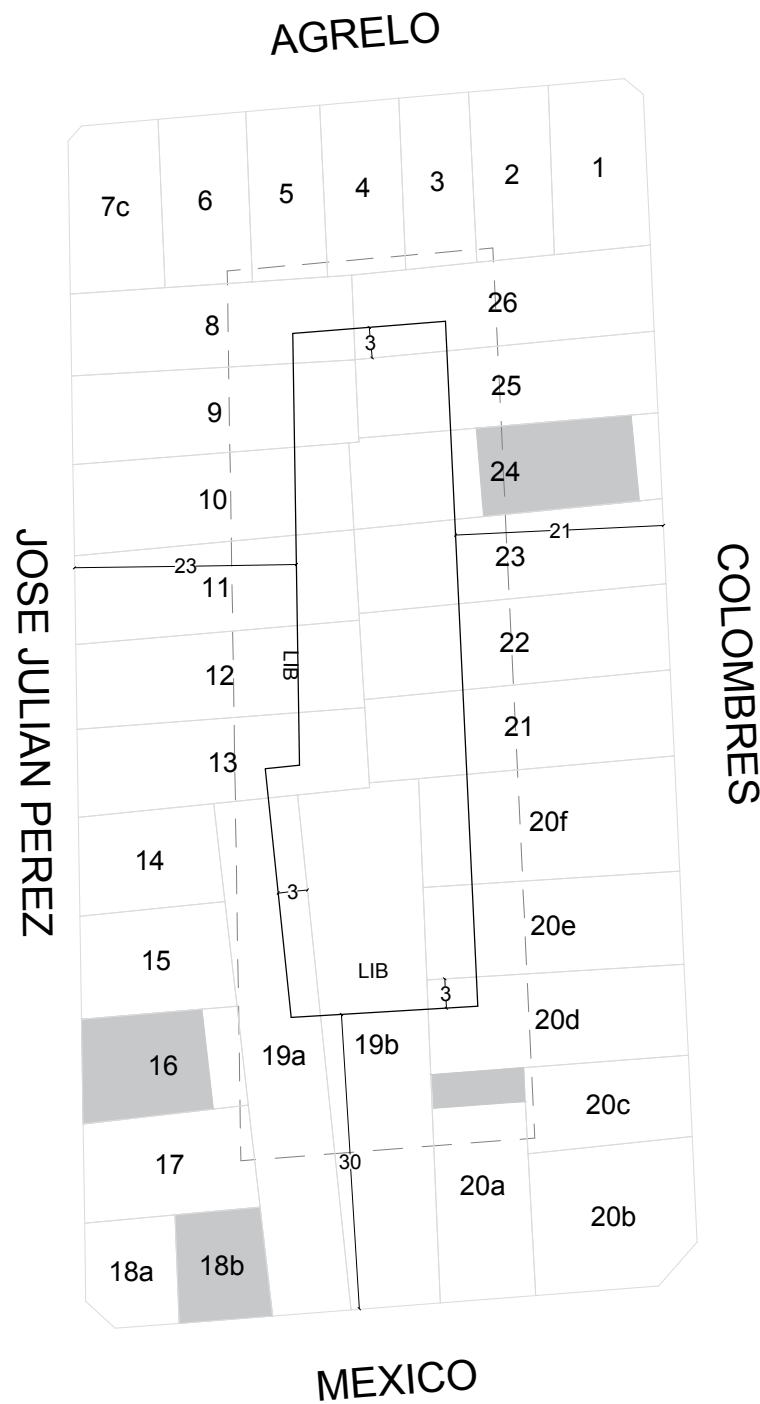 AGRELO
7c 6 5 4 3 2 1
8 26
3
9 25
10 24
23 21
11 23
12 22
LIB
13 21
14 20f
3
15 20e
LIB
3
16 19a 19b 20d
20c
17 30 20a
18a 18b 20b
JOSE JULIAN PEREZ
COLOMBRES
MEXICO